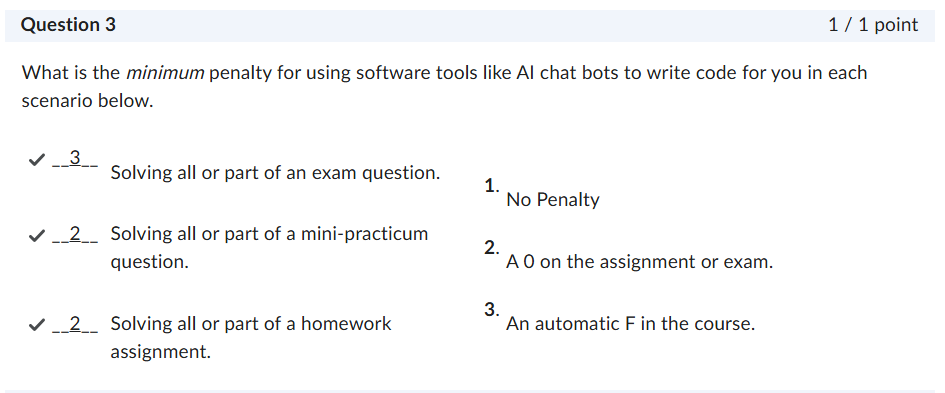 Question 3
1 / 1 point
What is the minimum penalty for using software tools like AI chat bots to write code for you in each
scenario below.
__3__
Solving all or part of an exam question.
__2__ Solving all or part of a mini-practicum
question.
__2__ Solving all or part of a homework
assignment.
1.
No Penalty
2.
A 0 on the assignment or exam.
3.
An automatic F in the course.